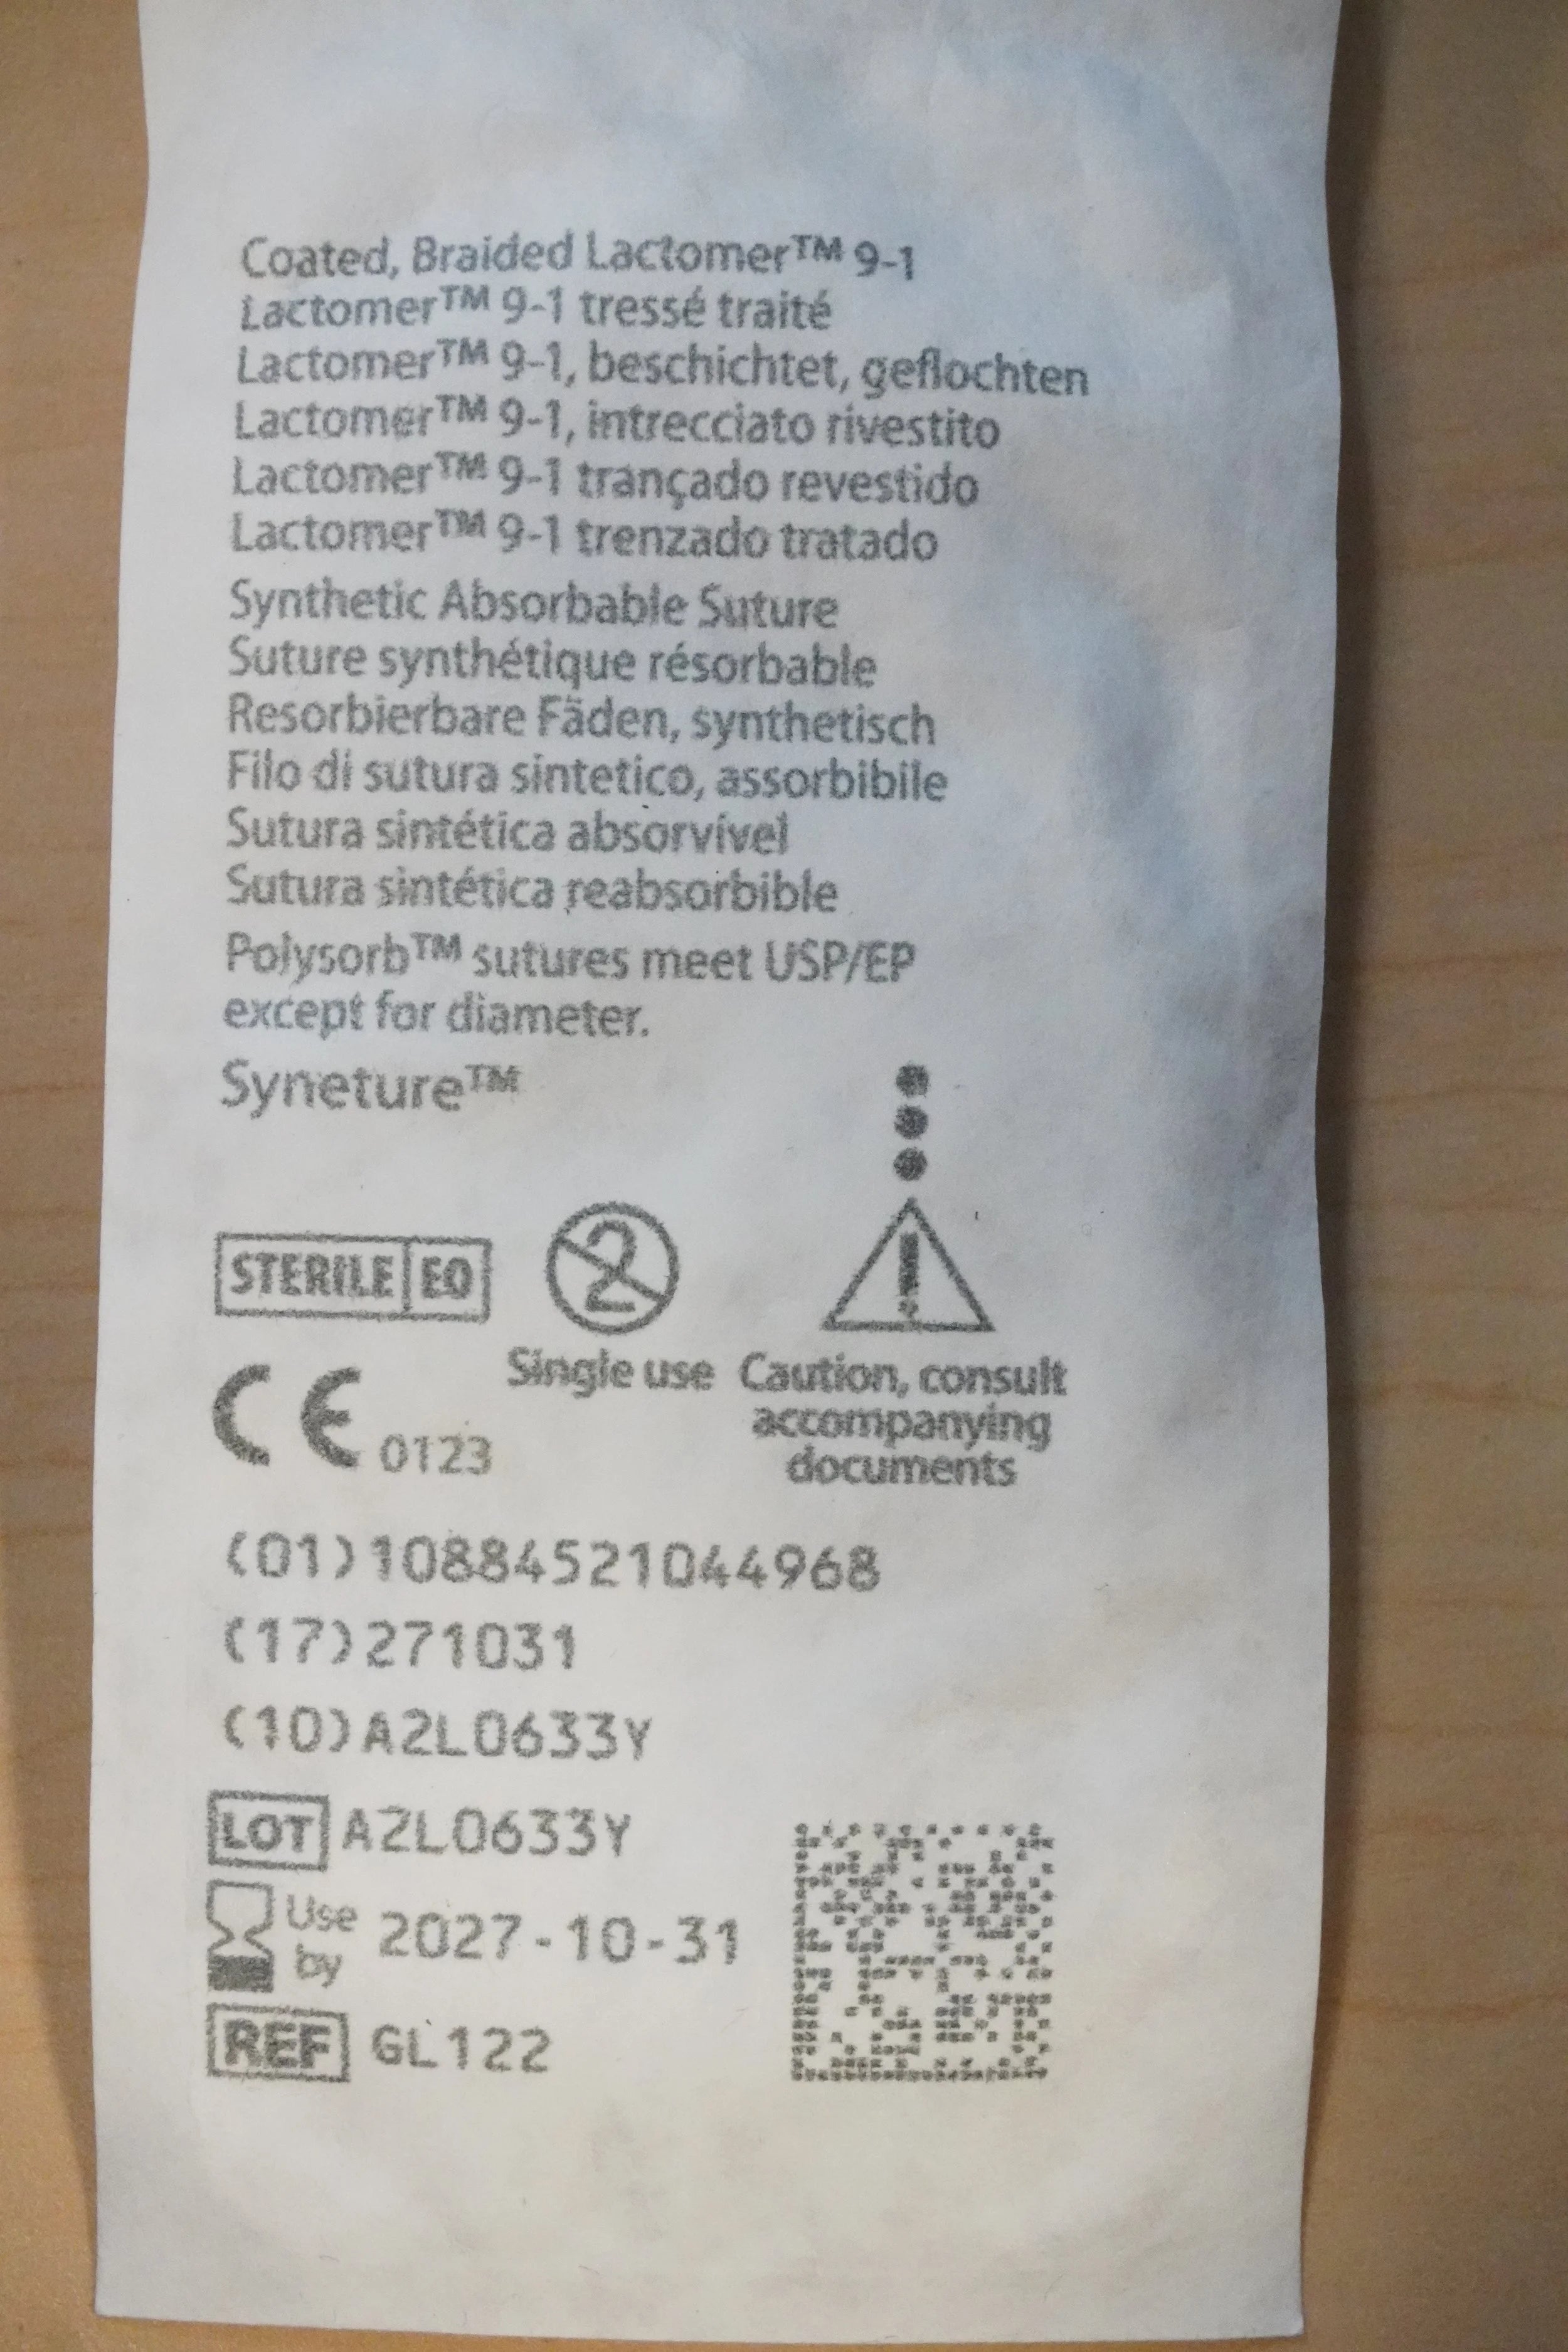 Coated, Braided Lactomer™ 9-1
Lactomer™ 9-1 tressé traité
Lactomer™ 9-1, beschichtet, geflochten
Lactomer™ 9-1, intrecciato rivestito
Lactomer™ 9-1 trançado revestido
Lactomer™ 9-1 trenzado tratado
Synthetic Absorbable Suture
Suture synthétique résorbable
Resorbierbare Fäden, synthetisch
Filo di sutura sintetico, assorbibile
Sutura sintética absorvível
Sutura sintética reabsorbible
Polysorb™ sutures meet USP/EP
except for diameter.
Syneture™
STERILE EO
2
!
Single use
Caution, consult
accompanying
documents
CE 0123
(01)10884521044968
(17)271031
(10)A2L0633Y
LOT A2L0633Y
Use by 2027-10-31
REF GL122